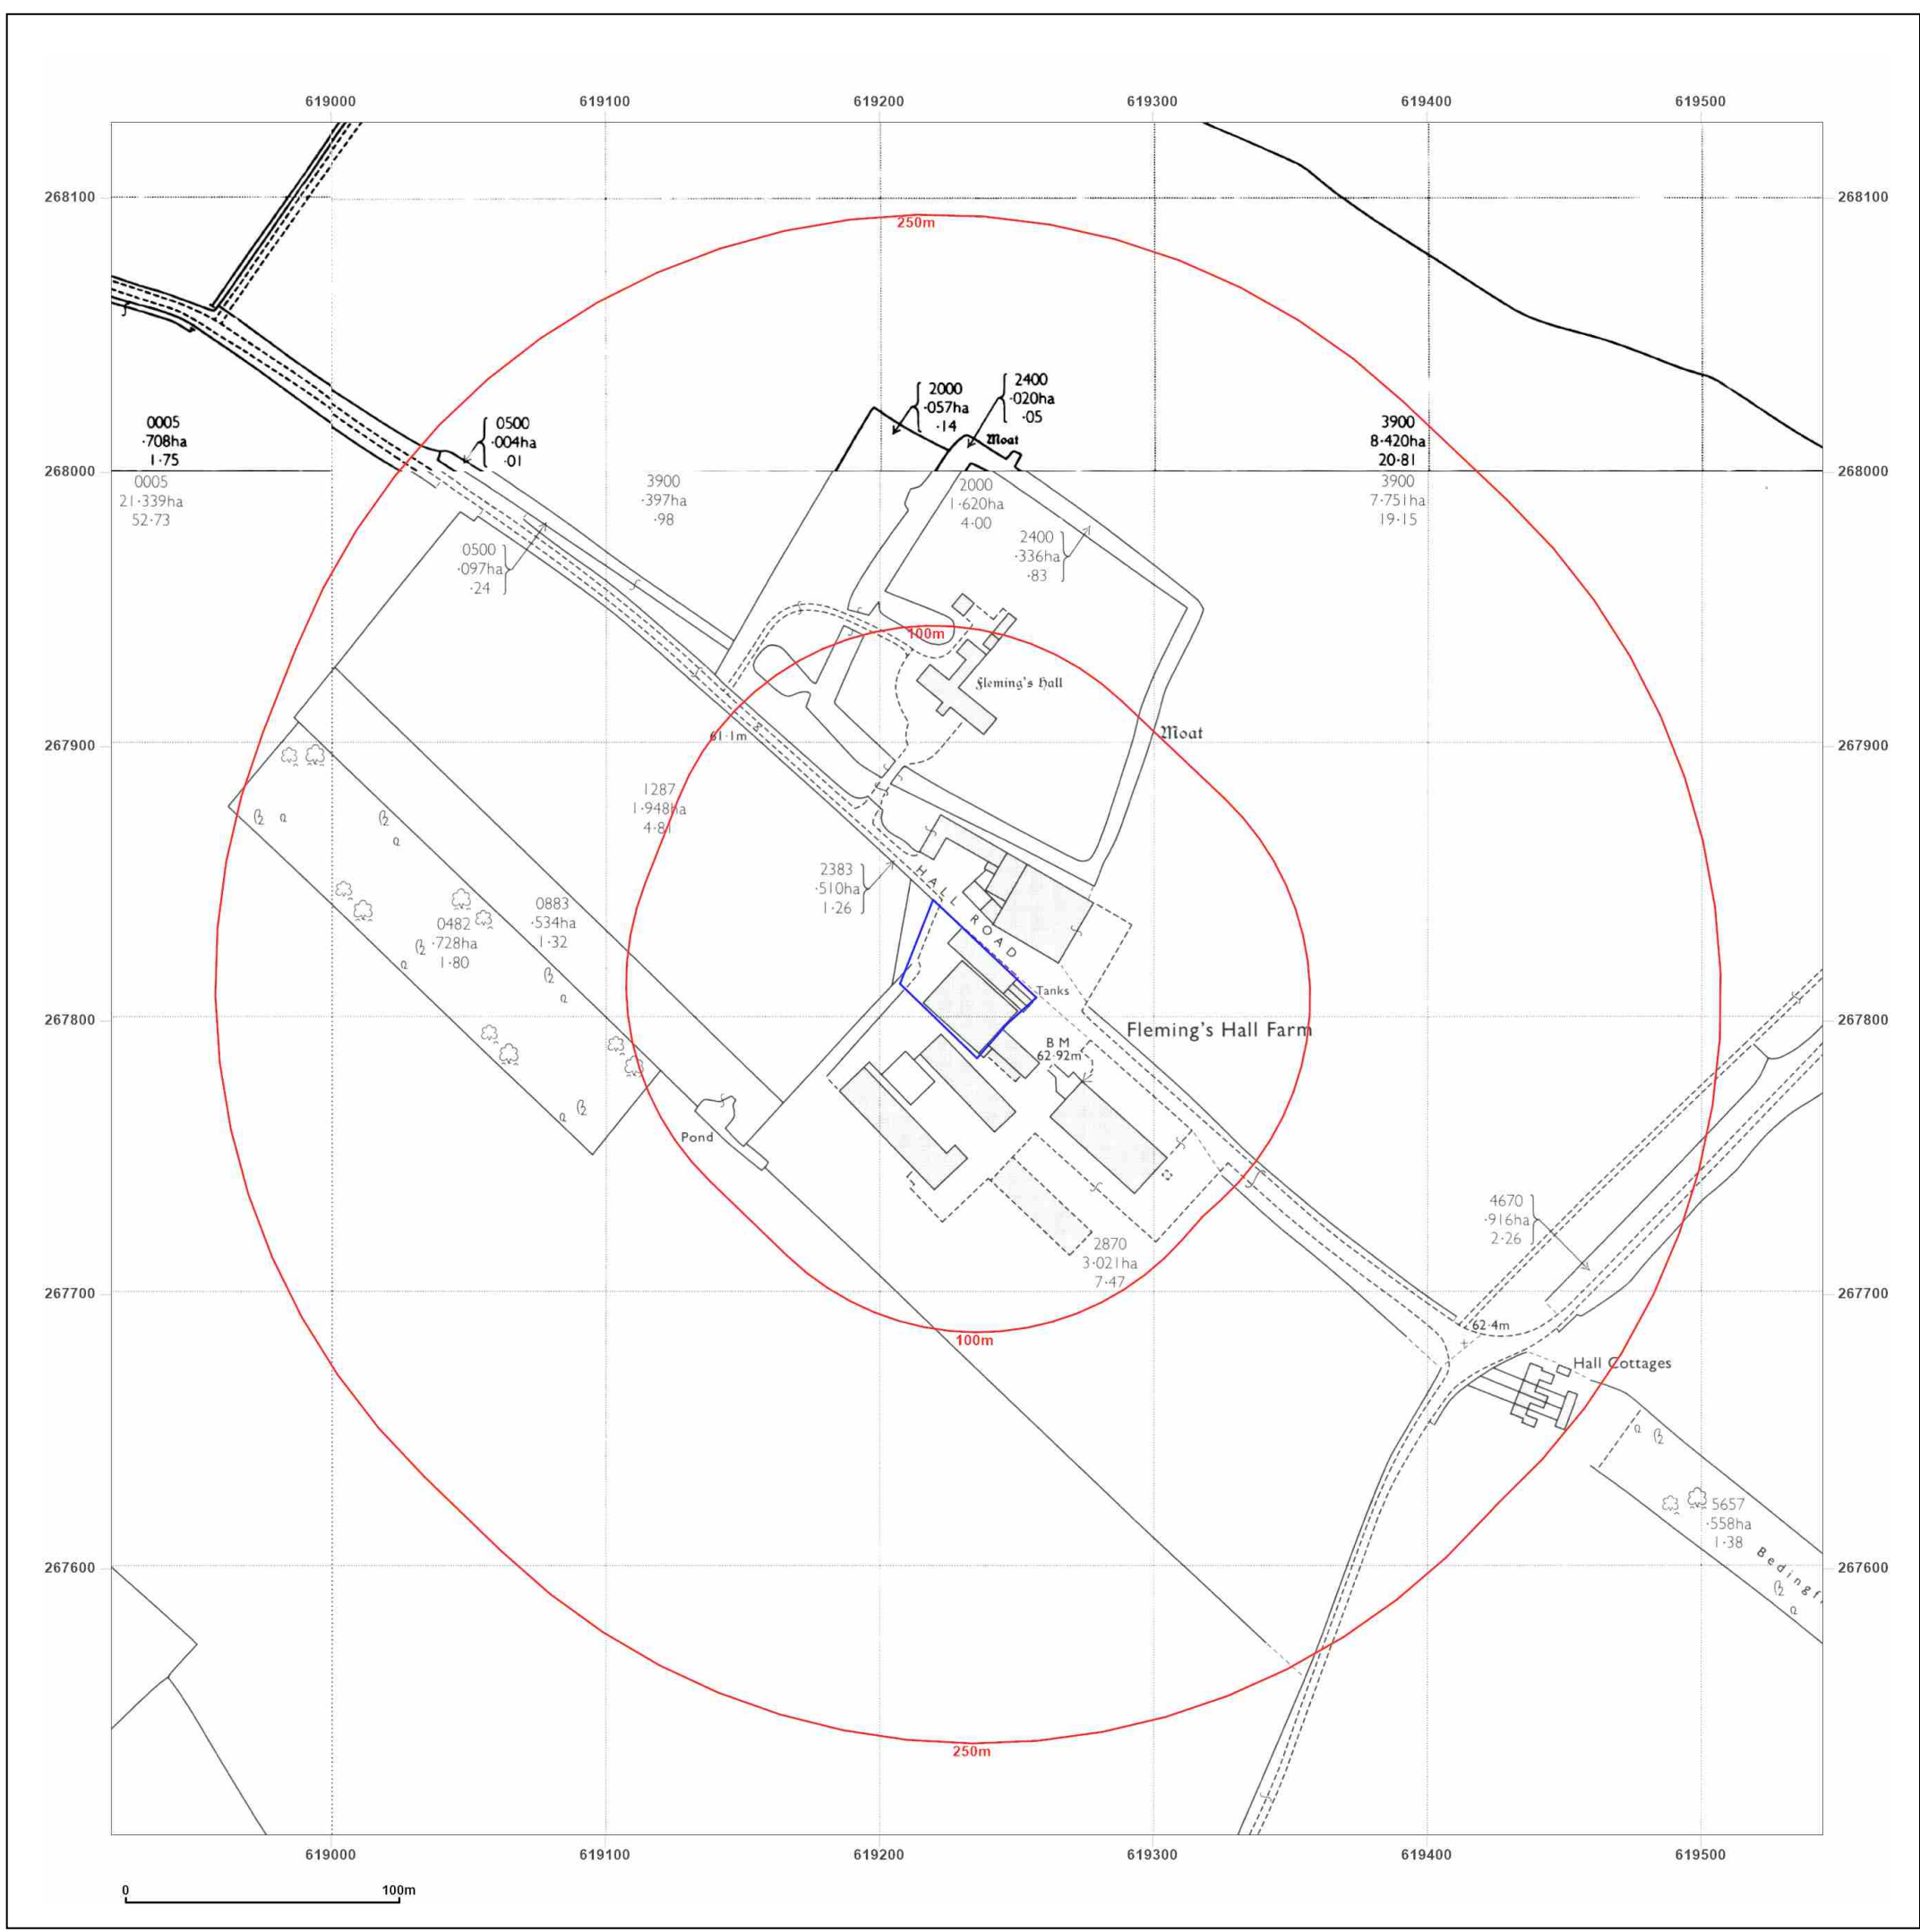 619000 619100 619200 619300 619400 619500
268100 268100
250m
2000
·057ha
·14
2400
·020ha
·05
Moat
0005
·708ha
1·75
0500
·004ha
·01
3900
8·420ha
20·81
268000 268000
0005
21·339ha
52·73
3900
·397ha
·98
2000
1·620ha
4·00
3900
7·751ha
19·15
0500
·097ha
·24
2400
·336ha
·83
100m
Fleming's Hall
61·1m
Moat
267900 267900
1287
1·948ha
4·81
2383
·510ha
1·26
HALL ROAD
0482
·728ha
1·80
0883
·534ha
1·32
Tanks
267800 267800
Fleming's Hall Farm
B M
62·92m
Pond
2870
3·021ha
7·47
4670
·916ha
2·26
267700 267700
62·4m
100m
Hall Cottages
5657
·558ha
1·38
267600 267600
Bedingf
250m
619000 619100 619200 619300 619400 619500
0 100m